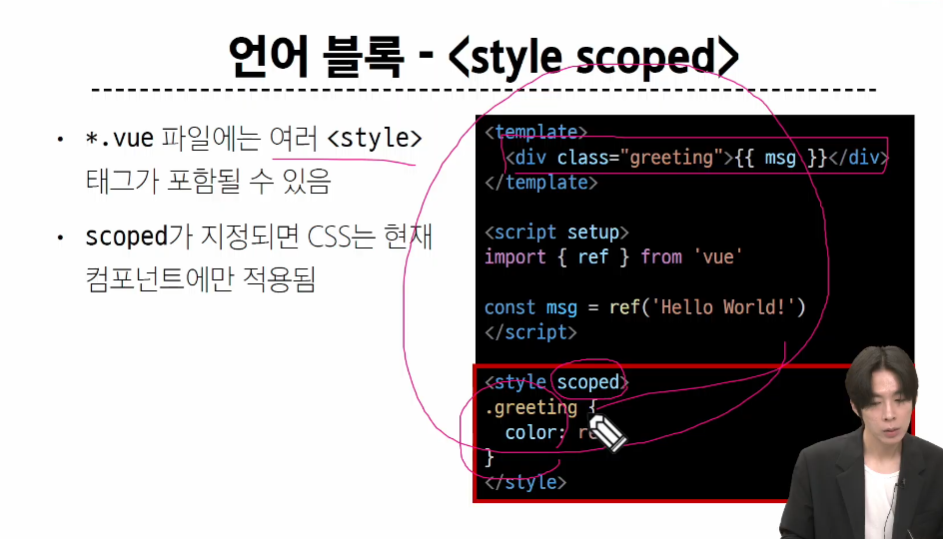 언어 블록 - <style scoped>
• *.vue 파일에는 여러 <style>
태그가 포함될 수 있음
• scoped가 지정되면 CSS는 현재
컴포넌트에만 적용됨
<template>
<div class="greeting">{{ msg }}</div>
</template>
<script setup>
import { ref } from 'vue'
const msg = ref('Hello World!')
</script>
<style scoped>
.greeting {
color:
}
</style>